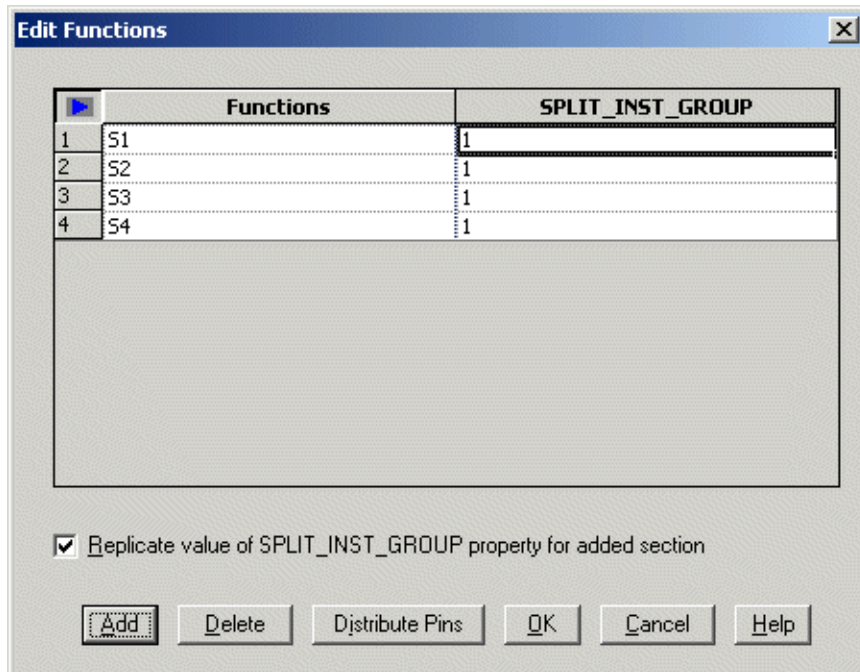 Edit Functions
Functions SPLIT_INST_GROUP
1 S1 1
2 S2 1
3 S3 1
4 S4 1
Replicate value of SPLIT_INST_GROUP property for added section
Add Delete Distribute Pins OK Cancel Help